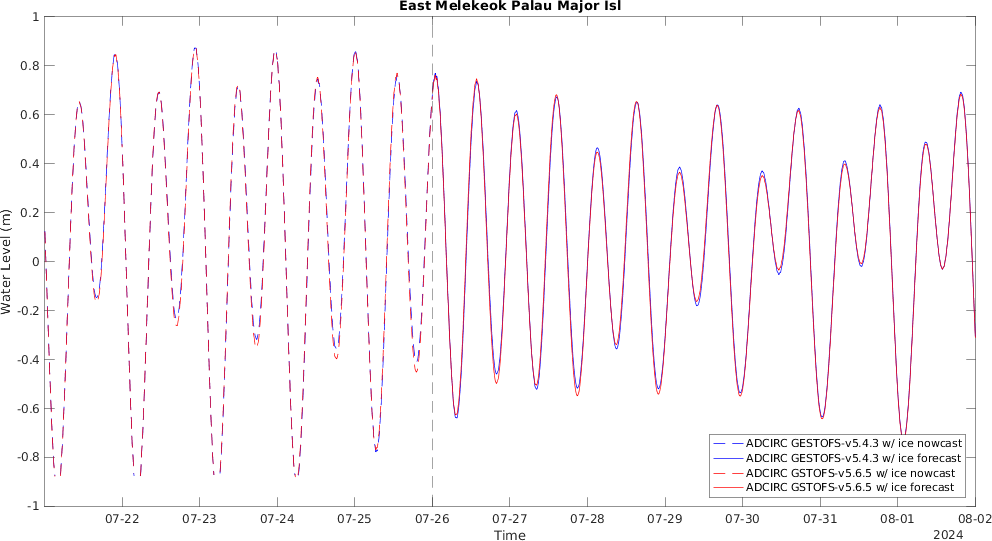 East Melekeok Palau Major Isl
1
0.8
0.6
0.4
0.2
0
-0.2
-0.4
-0.6
-0.8
-1
Water Level (m)
ADCIRC GESTOFS-v5.4.3 w/ ice nowcast
ADCIRC GESTOFS-v5.4.3 w/ ice forecast
ADCIRC GSTOFS-v5.6.5 w/ ice nowcast
ADCIRC GSTOFS-v5.6.5 w/ ice forecast
07-22 07-23 07-24 07-25 07-26 07-27 07-28 07-29 07-30 07-31 08-01 08-02
Time 2024